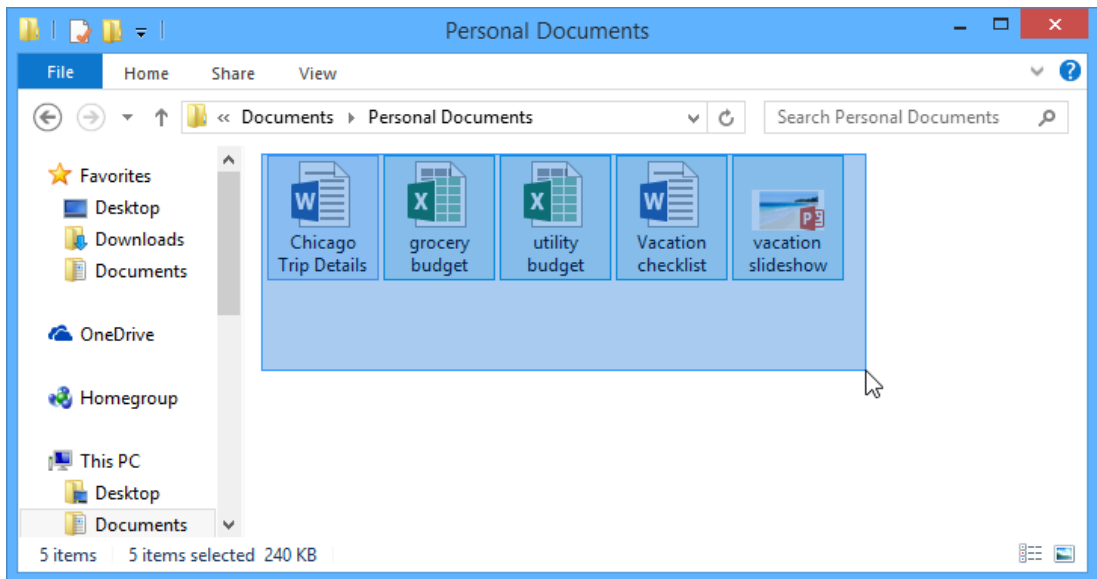 Personal Documents
File Home Share View
« Documents Personal Documents
Search Personal Documents
Favorites
Desktop
Downloads
Documents
OneDrive
Homegroup
This PC
Desktop
Documents
Chicago
Trip Details
grocery
budget
utility
budget
Vacation
checklist
vacation
slideshow
5 items 5 items selected 240 KB